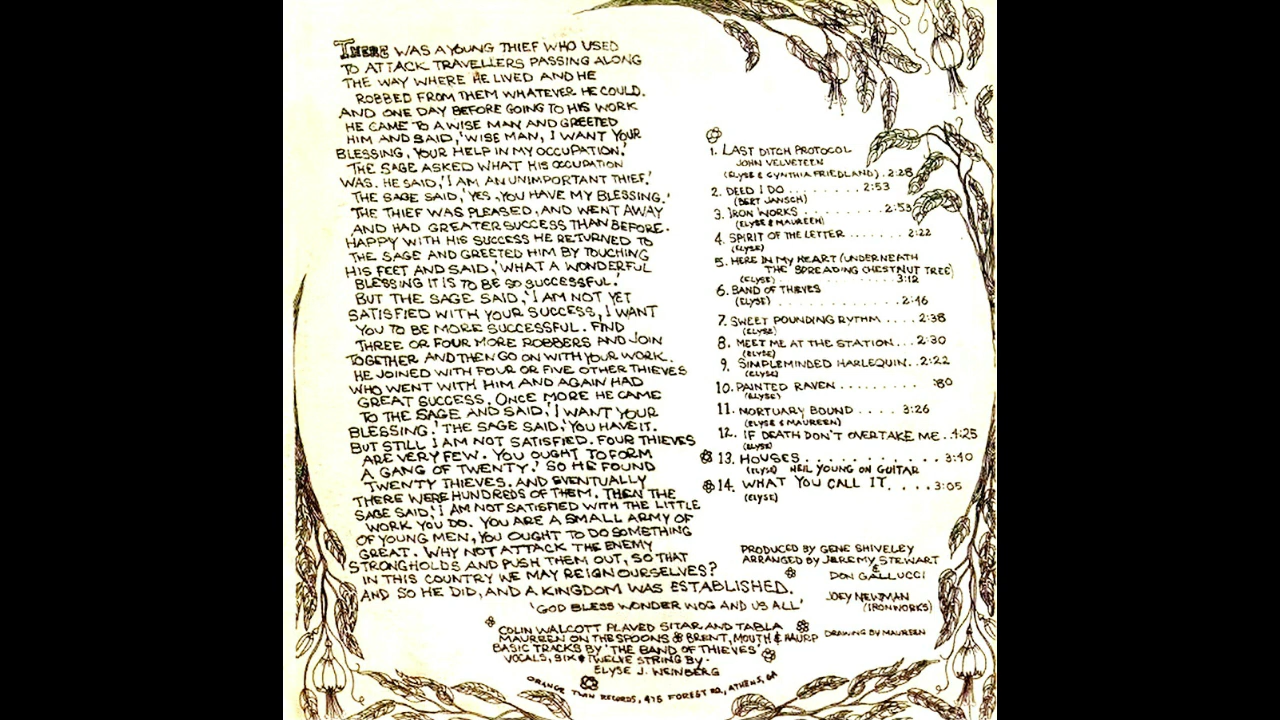 THERE WAS A YOUNG THIEF WHO USED
TO ATTACK TRAVELLERS PASSING ALONG
THE WAY WHERE HE LIVED AND HE
ROBBED FROM THEM WHATEVER HE COULD.
AND ONE DAY BEFORE GOING TO HIS WORK
HE CAME TO A WISE MAN AND GREETED
HIM AND SAID, 'WISE MAN, I WANT YOUR
BLESSING, YOUR HELP IN MY OCCUPATION.'
THE SAGE ASKED WHAT HIS OCCUPATION
WAS. HE SAID, 'I AM AN UNIMPORTANT THIEF.'
THE SAGE SAID, 'YES, YOU HAVE MY BLESSING.'
THE THIEF WAS PLEASED, AND WENT AWAY
AND HAD GREATER SUCCESS THAN BEFORE.
HAPPY WITH HIS SUCCESS HE RETURNED TO
THE SAGE AND GREETED HIM BY TOUCHING
HIS FEET AND SAID, 'WHAT A WONDERFUL
BLESSING IT IS TO BE SO SUCCESSFUL.'
BUT THE SAGE SAID, 'I AM NOT YET
SATISFIED WITH YOUR SUCCESS, I WANT
YOU TO BE MORE SUCCESSFUL. FIND
THREE OR FOUR MORE ROBBERS AND JOIN
TOGETHER AND THEN GO ON WITH YOUR WORK.
HE JOINED WITH FOUR OR FIVE OTHER THIEVES
WHO WENT WITH HIM AND AGAIN HAD
GREAT SUCCESS. ONCE MORE HE CAME
TO THE SAGE AND SAID, 'I WANT YOUR
BLESSING.' THE SAGE SAID, 'YOU HAVE IT.
BUT STILL I AM NOT SATISFIED. FOUR THIEVES
ARE VERY FEW. YOU OUGHT TO FORM
A GANG OF TWENTY.' SO HE FOUND
TWENTY THIEVES. AND EVENTUALLY
THERE WERE HUNDREDS OF THEM. THEN THE
SAGE SAID, 'I AM NOT SATISFIED WITH THE LITTLE
WORK YOU DO. YOU ARE A SMALL ARMY OF
OF YOUNG MEN, YOU OUGHT TO DO SOMETHING
GREAT. WHY NOT ATTACK THE ENEMY
STRONGHOLDS AND PUSH THEM OUT, SO THAT
IN THIS COUNTRY WE MAY REIGN OURSELVES?
AND SO HE DID, AND A KINGDOM WAS ESTABLISHED.
'GOD BLESS WONDER WOG AND US ALL'
COLIN WALCOTT PLAYED SITAR AND TABLA
MAUREEN ON THE SPOONS & BRENT, MOUTH & HAURP
BASIC TRACKS BY 'THE BAND OF THIEVES'
VOCALS, SIX & TWELVE STRING BY.
ELYSE J. WEINBERG
1. LAST DITCH PROTOCOL
JOHN VELVETEEN
(ELYSE & CYNTHIA FRIEDLAND) . 2:28
2. DEED I DO . . . . . . . . 2:53
(BERT JANSCH)
3. IRON WORKS . . . . . . . . . 2:53
(ELYSE & MAUREEN)
4. SPIRIT OF THE LETTER . . . . . . 2:22
(ELYSE)
5. HERE IN MY HEART (UNDERNEATH
THE SPREADING CHESTNUT TREE)
(ELYSE) . . . . . . . . . . . . 3:12
6. BAND OF THIEVES
(ELYSE) . . . . . . . . . . . 2:46
7. SWEET POUNDING RYTHM . . . . 2:38
(ELYSE)
8. MEET ME AT THE STATION . . . 2:30
(ELYSE)
9. SIMPLEMINDED HARLEQUIN . . 2:22
(ELYSE)
10. PAINTED RAVEN . . . . . . . . . :80
(ELYSE)
11. MORTUARY BOUND . . . . 3:26
(ELYSE & MAUREEN)
12. IF DEATH DON'T OVERTAKE ME . . 4:25
(ELYSE)
13. HOUSES . . . . . . . . . . . . 3:40
(ELYSE) NEIL YOUNG ON GUITAR
14. WHAT YOU CALL IT . . . . 3:05
(ELYSE)
PRODUCED BY GENE SHIVELEY
ARRANGED BY JEREMY STEWART
&
DON GALLUCCI
JOEY NEWMAN
(IRONWORKS)
DRAWING BY MAUREEN
ORANGE TWIN RECORDS, 475 FOREST RD., ATHENS, GA